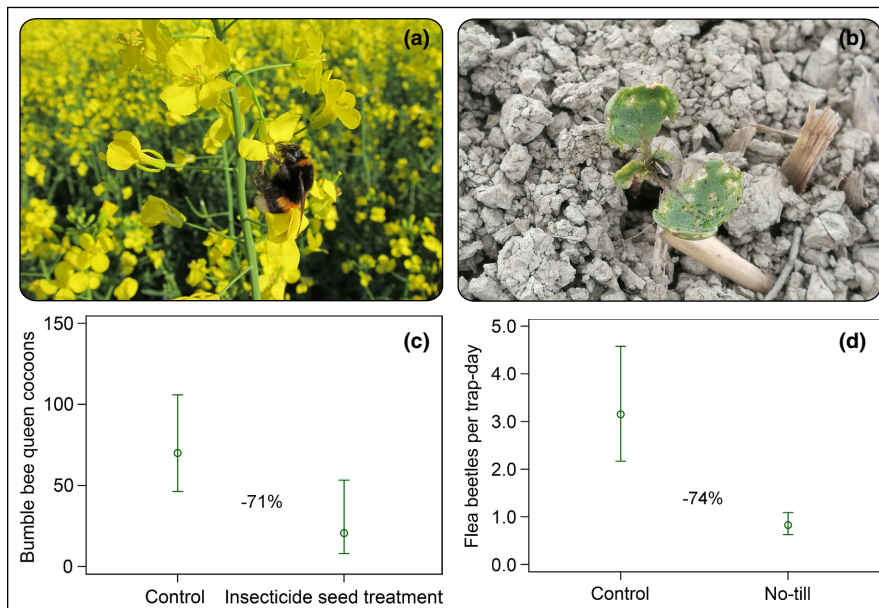 (a)
(b)
150
100
50
0
Bumble bee queen cocoons
(c)
-71%
Control
Insecticide seed treatment
5.0
4.0
3.0
2.0
1.0
0.0
Flea beetles per trap-day
(d)
-74%
Control
No-till